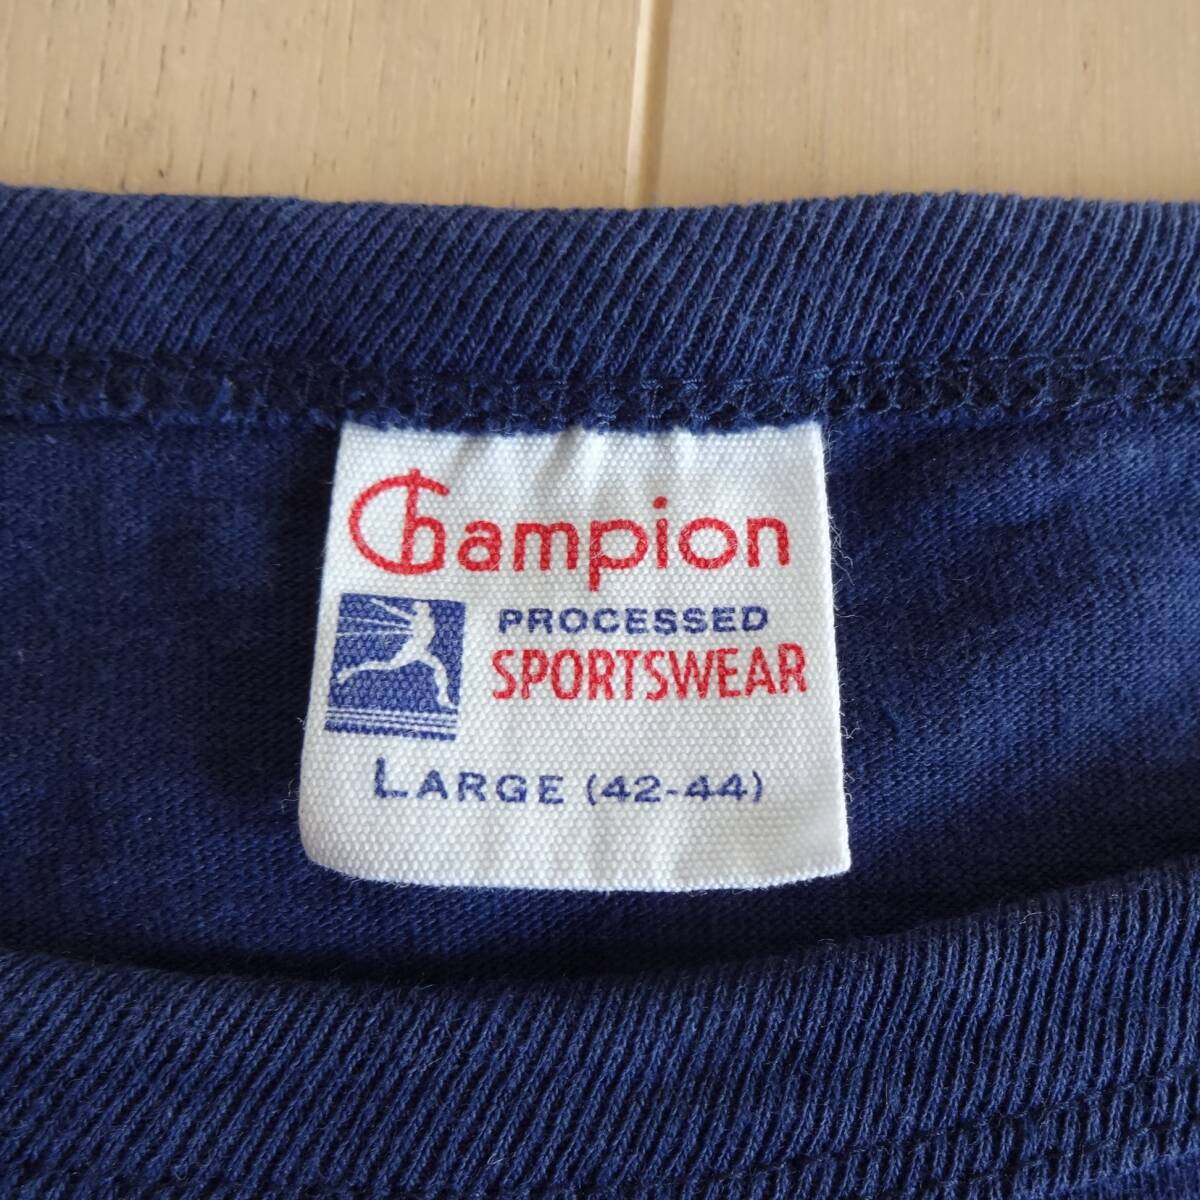 Champion
PROCESSED
SPORTSWEAR
LARGE (42-44)